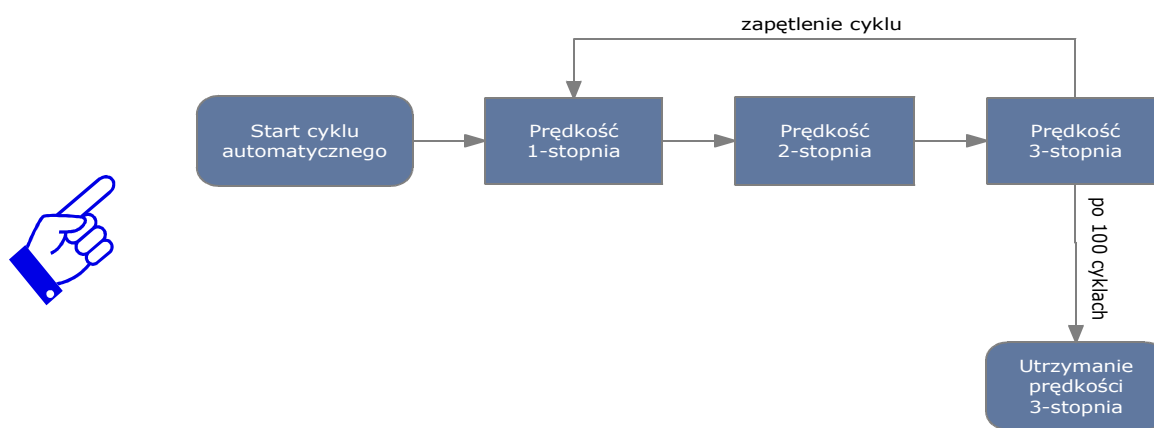 zapętlenie cyklu
Start cyklu
automatycznego
Prędkość
1-stopnia
Prędkość
2-stopnia
Prędkość
3-stopnia
po 100 cyklach
Utrzymanie
prędkości
3-stopnia